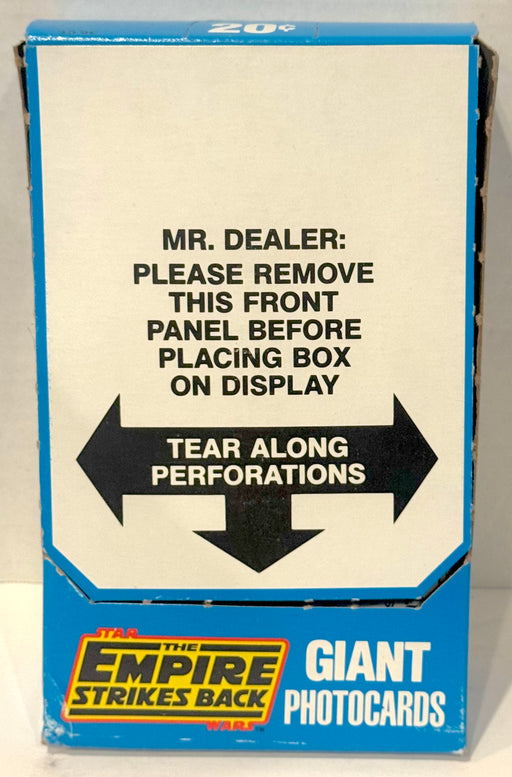 20¢
MR. DEALER:
PLEASE REMOVE
THIS FRONT
PANEL BEFORE
PLACING BOX
ON DISPLAY
TEAR ALONG
PERFORATIONS
STAR
THE
EMPIRE
STRIKES BACK
WARS™
GIANT
PHOTOCARDS